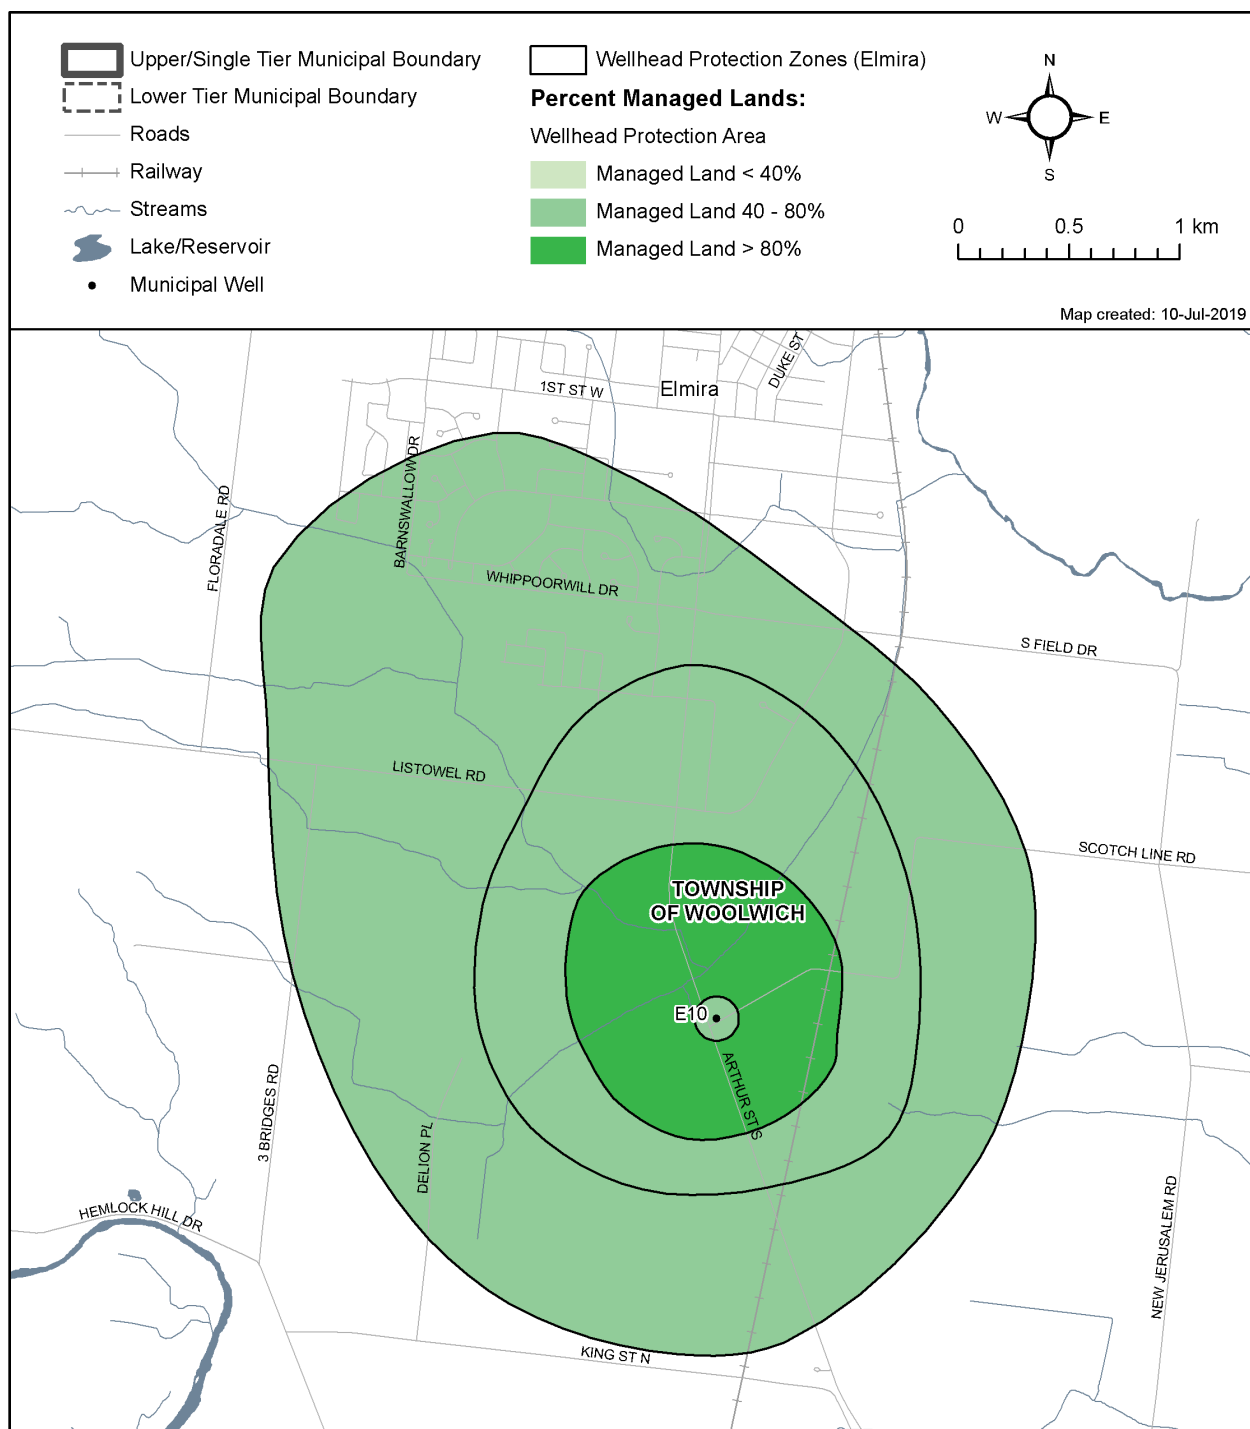 Upper/Single Tier Municipal Boundary
Lower Tier Municipal Boundary
Roads
Railway
Streams
Lake/Reservoir
Municipal Well
Wellhead Protection Zones (Elmira)
Percent Managed Lands:
Wellhead Protection Area
Managed Land < 40%
Managed Land 40 - 80%
Managed Land > 80%
N
W
E
S
0
0.5
1 km
Map created: 10-Jul-2019
DUKE ST
1ST ST W
Elmira
BARNSWALLOW DR
FLORADALE RD
WHIPPOORWILL DR
S FIELD DR
LISTOWEL RD
SCOTCH LINE RD
TOWNSHIP
OF WOOLWICH
E10
ARTHUR ST S
3 BRIDGES RD
DELION PL
HEMLOCK HILL DR
NEW JERUSALEM RD
KING ST N